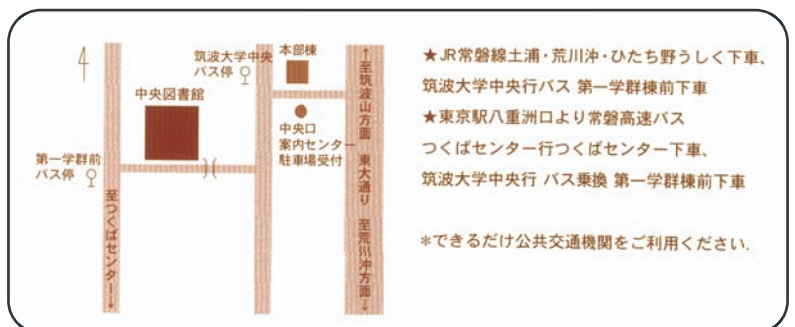 筑波大学中央
バス停
本部棟
中央図書館
中央口
案内センター
駐車場受付
第一学群前
バス停
至つくばセンター→
←至筑波山方面 東大通り 至荒川沖方面→
★JR常磐線土浦・荒川沖・ひたち野うしく下車、
筑波大学中央行バス 第一学群棟前下車
★東京駅八重洲口より常磐高速バス
つくばセンター行つくばセンター下車、
筑波大学中央行 バス乗換 第一学群棟前下車
*できるだけ公共交通機関をご利用ください.